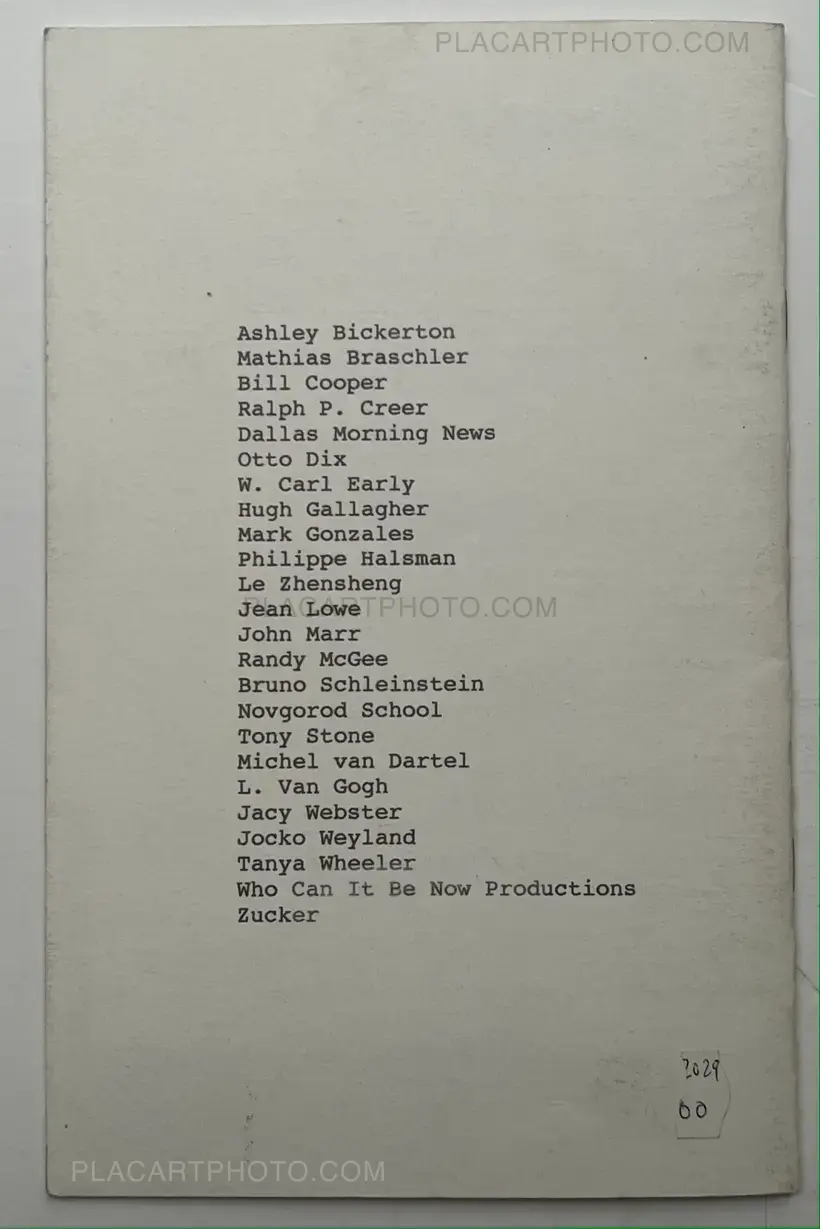 PLACARTPHOTO.COM
Ashley Bickerton
Mathias Braschler
Bill Cooper
Ralph P. Creer
Dallas Morning News
Otto Dix
W. Carl Early
Hugh Gallagher
Mark Gonzales
Philippe Halsman
Le Zhensheng
Jean Lowe
PLACARTPHOTO.COM
John Marr
Randy McGee
Bruno Schleinstein
Novgorod School
Tony Stone
Michel van Dartel
L. Van Gogh
Jacy Webster
Jocko Weyland
Tanya Wheeler
Who Can It Be Now Productions
Zucker
2029
00
PLACARTPHOTO.COM